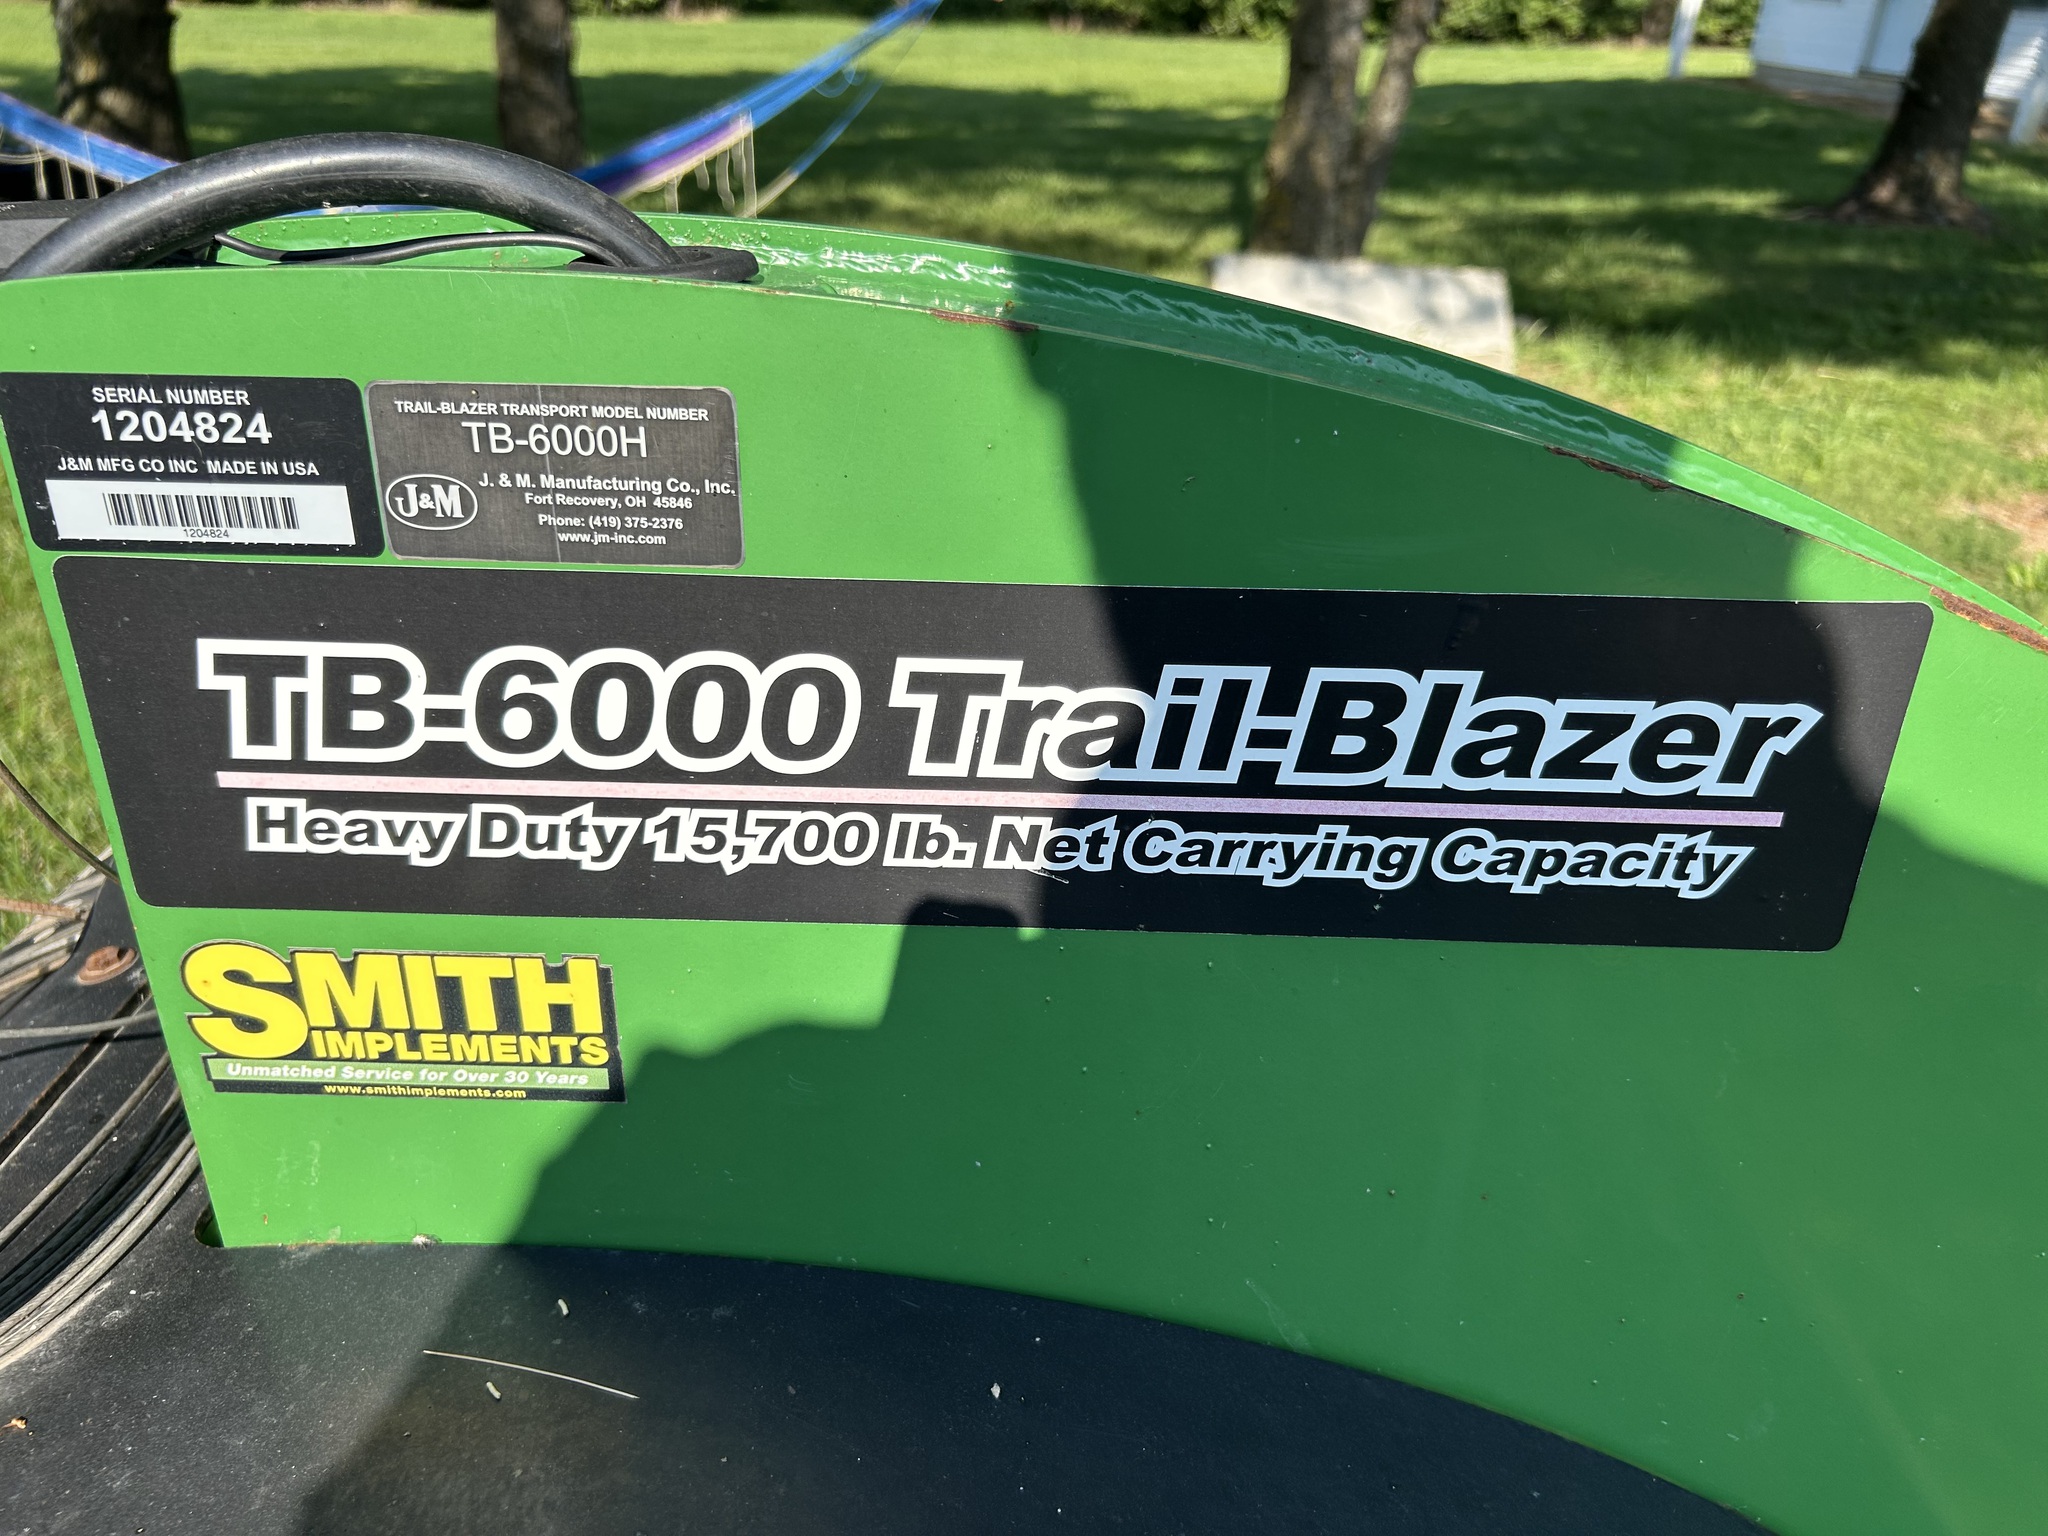 SERIAL NUMBER
1204824
J&M MFG CO INC MADE IN USA
1204824
TRAIL-BLAZER TRANSPORT MODEL NUMBER
TB-6000H
J&M
J. & M. Manufacturing Co., Inc.
Fort Recovery, OH 45846
Phone: (419) 375-2376
www.jm-inc.com
TB-6000 Trail-Blazer
Heavy Duty 15,700 lb. Net Carrying Capacity
SMITH
IMPLEMENTS
Unmatched Service for Over 30 Years
www.smithimplements.com